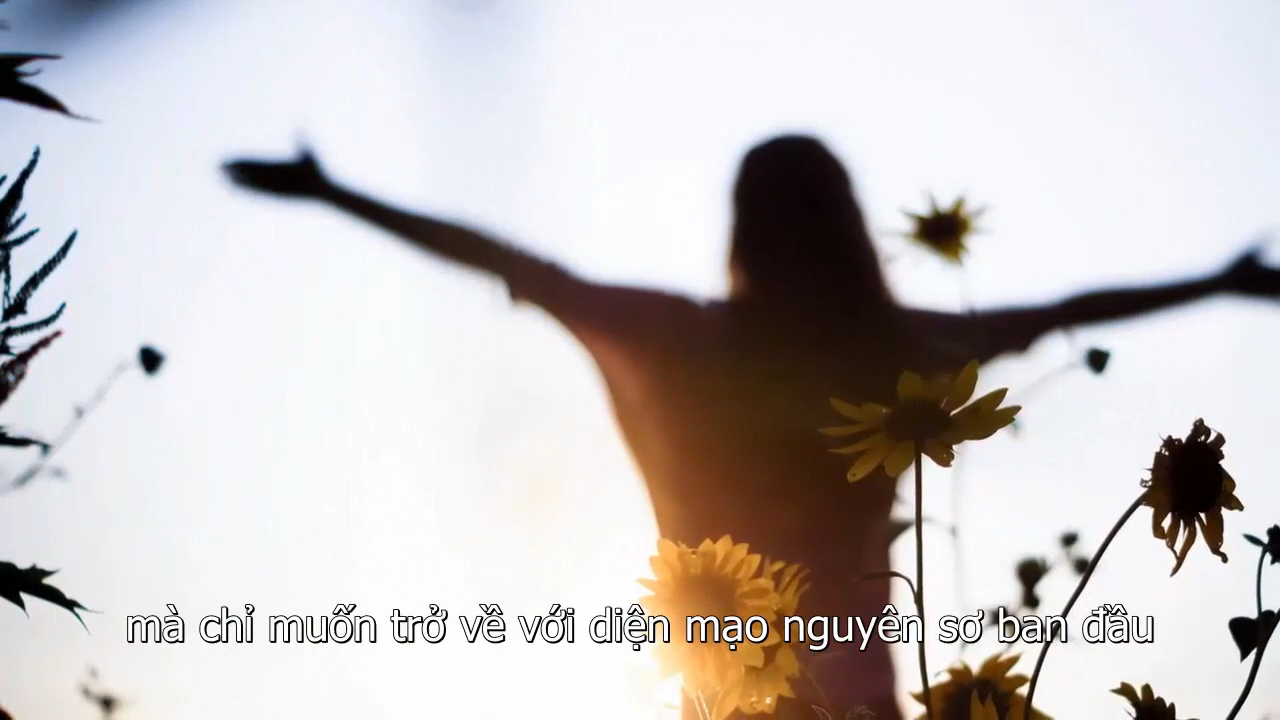 mà chỉ muốn trở về với diện mạo nguyên sơ ban đầu